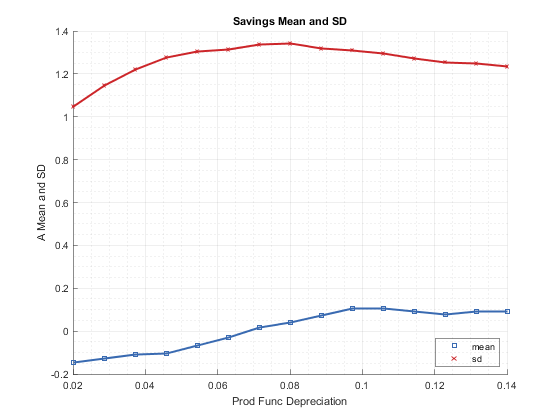 Savings Mean and SD
1.4
1.2
1
0.8
0.6
0.4
0.2
0
-0.2
A Mean and SD
0.02 0.04 0.06 0.08 0.1 0.12 0.14
Prod Func Depreciation
mean
sd